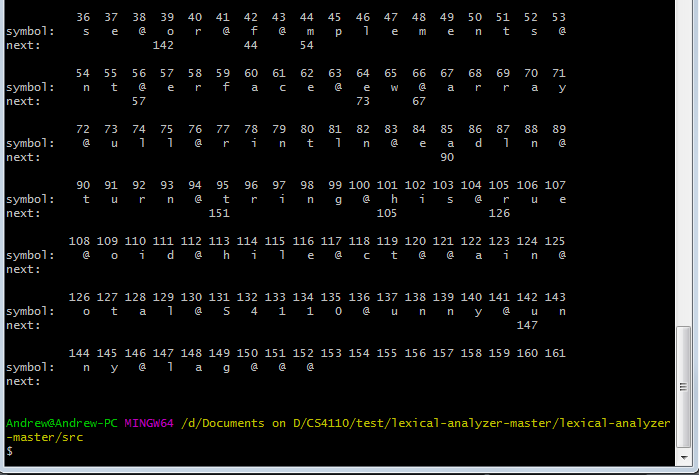 36 37 38 39 40 41 42 43 44 45 46 47 48 49 50 51 52 53
symbol: s e @ o r @ f @ m p l e m e n t s @
next: 142 44 54
54 55 56 57 58 59 60 61 62 63 64 65 66 67 68 69 70 71
symbol: n t @ e r f a c e @ e w @ a r r a y
next: 57 73 67
72 73 74 75 76 77 78 79 80 81 82 83 84 85 86 87 88 89
symbol: @ u l l @ r i n t l n @ e a d l n @
next: 90
90 91 92 93 94 95 96 97 98 99 100 101 102 103 104 105 106 107
symbol: t u r n @ t r i n g @ h i s @ r u e
next: 151 105 126
108 109 110 111 112 113 114 115 116 117 118 119 120 121 122 123 124 125
symbol: @ o i d @ h i l e @ c t @ @ a i n @
next:
126 127 128 129 130 131 132 133 134 135 136 137 138 139 140 141 142 143
symbol: o t a l @ S 4 1 1 0 @ u n n y @ u n
next: 147
144 145 146 147 148 149 150 151 152 153 154 155 156 157 158 159 160 161
symbol: n y @ l a g @ @ @
next:
Andrew@Andrew-PC MINGW64 /d/Documents on D/CS4110/test/lexical-analyzer-master/lexical-analyzer
-master/src
$